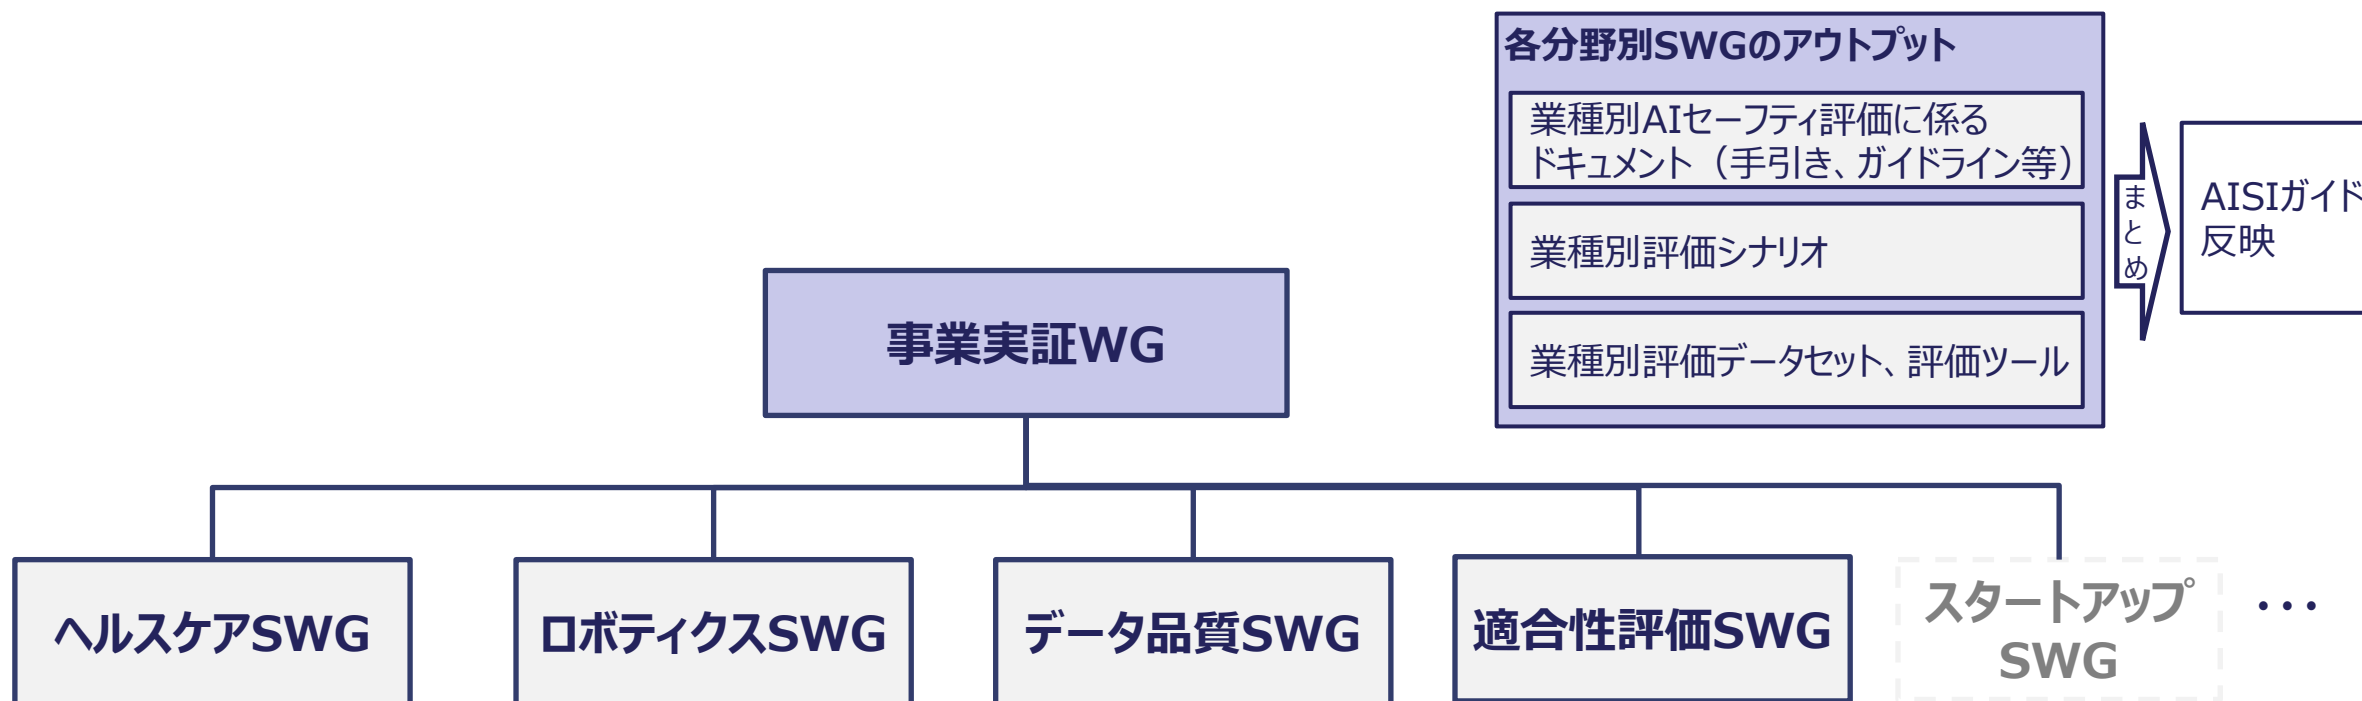 各分野別SWGのアウトプット
業種別AIセーフティ評価に係る
ドキュメント（手引き、ガイドライン等）
業種別評価シナリオ
業種別評価データセット、評価ツール
まとめ
AISIガイド
反映
事業実証WG
ヘルスケアSWG
ロボティクスSWG
データ品質SWG
適合性評価SWG
スタートアップ
SWG
・・・